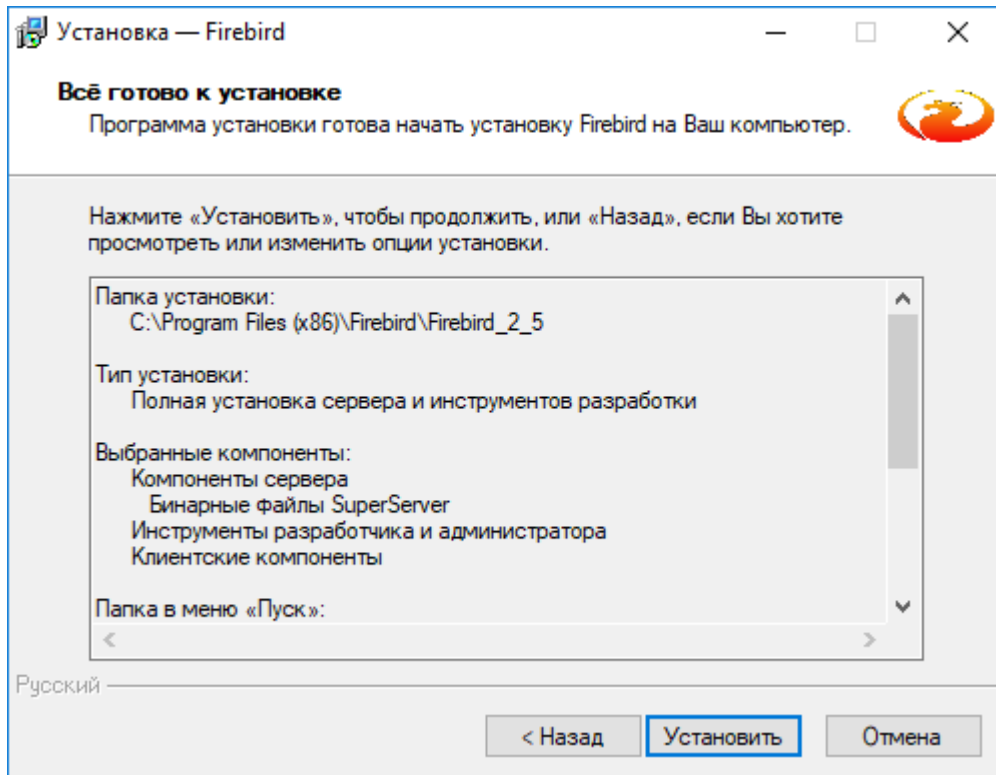 Установка — Firebird
Всё готово к установке
Программа установки готова начать установку Firebird на Ваш компьютер.
Нажмите «Установить», чтобы продолжить, или «Назад», если Вы хотите
просмотреть или изменить опции установки.
Папка установки:
C:\Program Files (x86)\Firebird\Firebird_2_5
Тип установки:
Полная установка сервера и инструментов разработки
Выбранные компоненты:
Компоненты сервера
Бинарные файлы SuperServer
Инструменты разработчика и администратора
Клиентские компоненты
Папка в меню «Пуск»:
Русский
< Назад
Установить
Отмена